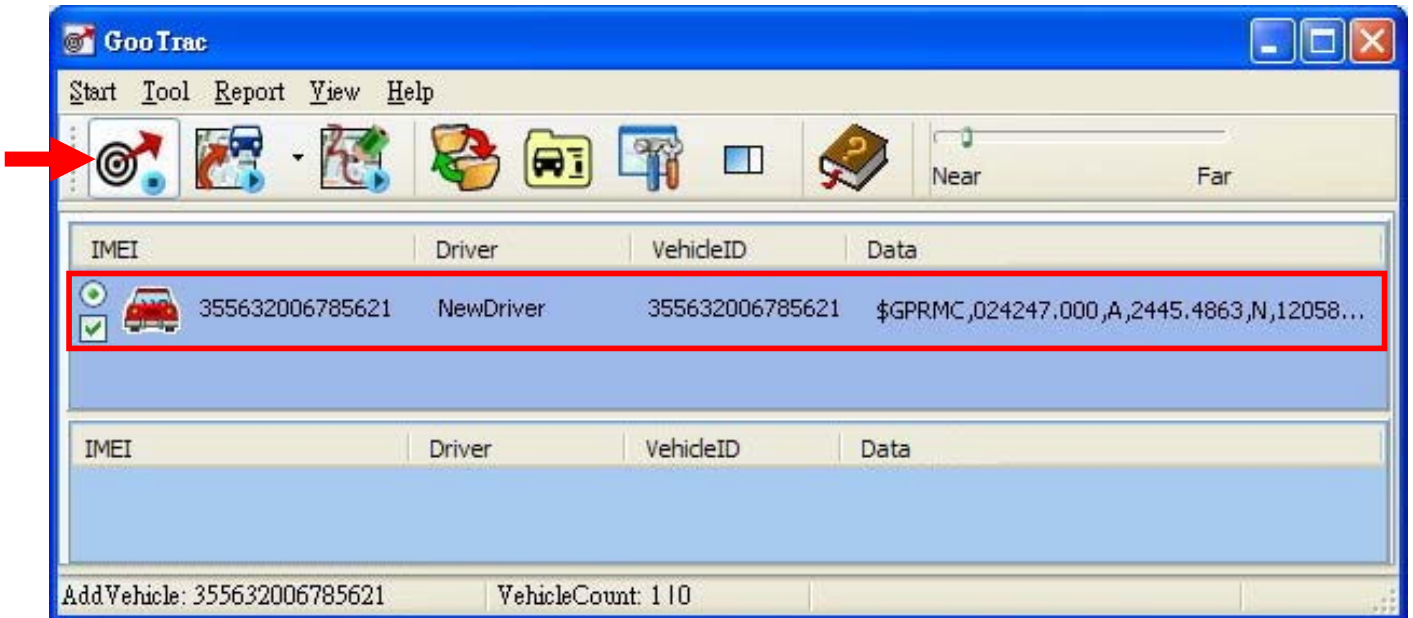 GooTrac
Start Tool Report View Help
Near Far
IMEI Driver VehicleID Data
355632006785621 NewDriver 355632006785621 $GPRMC,024247.000,A,2445.4863,N,12058...
IMEI Driver VehicleID Data
AddVehicle: 355632006785621 VehicleCount: 1|0